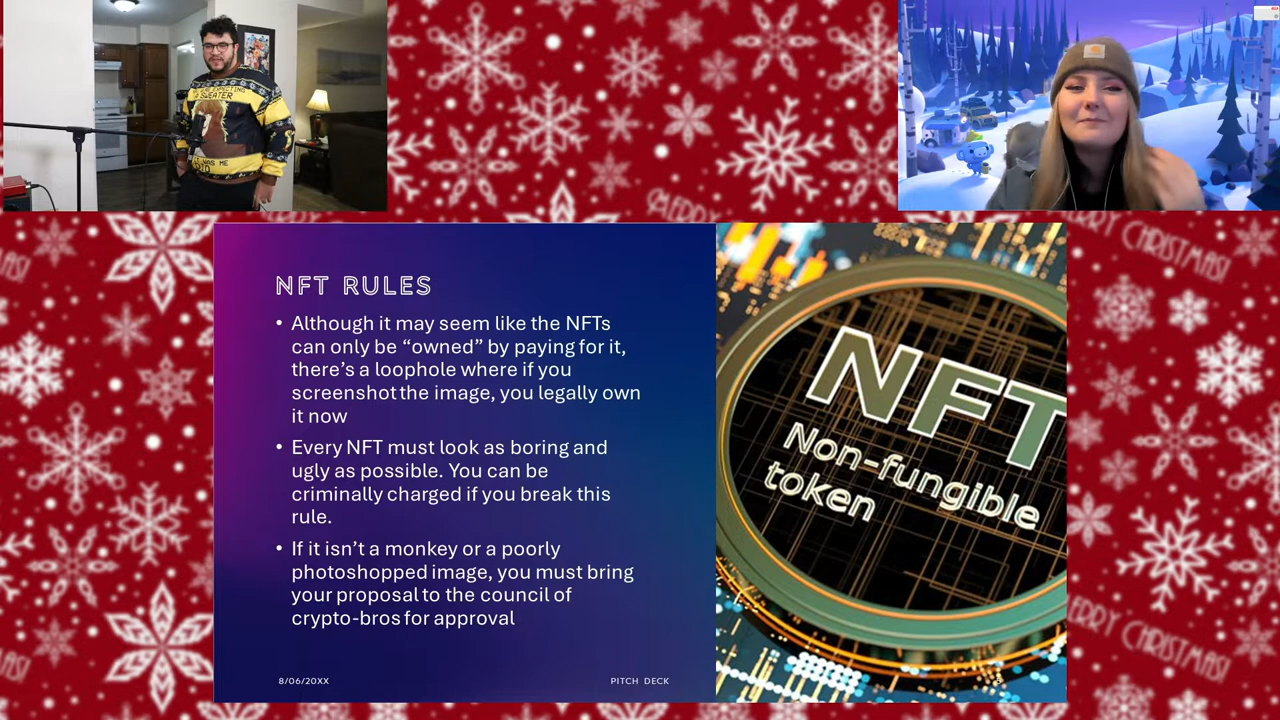 SWEATER
MERRY
MERRY CHRISTMAS!
NFT RULES
• Although it may seem like the NFTs
can only be “owned” by paying for it,
there’s a loophole where if you
screenshot the image, you legally own
it now
• Every NFT must look as boring and
ugly as possible. You can be
criminally charged if you break this
rule.
• If it isn’t a monkey or a poorly
photoshopped image, you must bring
your proposal to the council of
crypto-bros for approval
8/06/20XX
PITCH DECK
NFT
Non-fungible
token
MERRY CHRISTMAS!